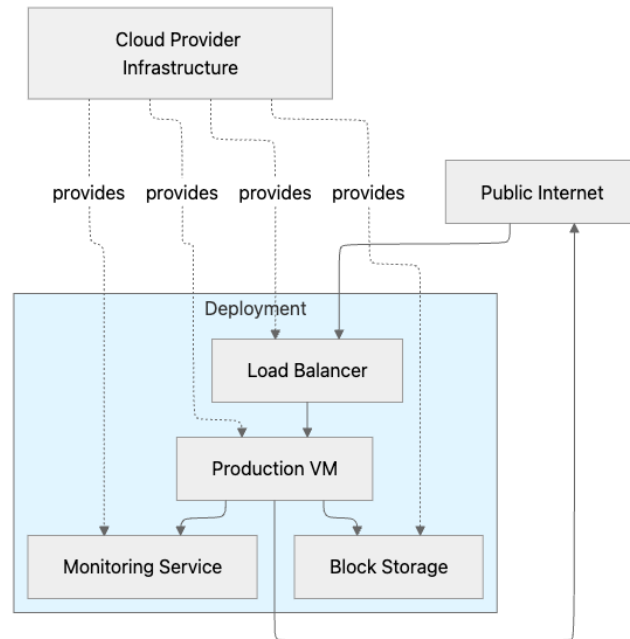 Cloud Provider
Infrastructure
provides
provides
provides
provides
Public Internet
Deployment
Load Balancer
Production VM
Monitoring Service
Block Storage